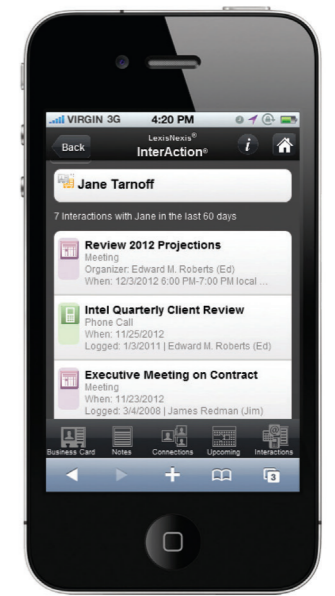 VIRGIN 3G 4:20 PM
LexisNexis®
Back InterAction® i
Jane Tarnoff
7 Interactions with Jane in the last 60 days
Review 2012 Projections
Meeting
Organizer: Edward M. Roberts (Ed)
When: 12/3/2012 6:00 PM-7:00 PM local ...
Intel Quarterly Client Review
Phone Call
When: 11/25/2012
Logged: 1/3/2011 | Edward M. Roberts (Ed)
Executive Meeting on Contract
Meeting
When: 11/23/2012
Logged: 3/4/2008 | James Redman (Jim)
Business Card Notes Connections Upcoming Interactions
3